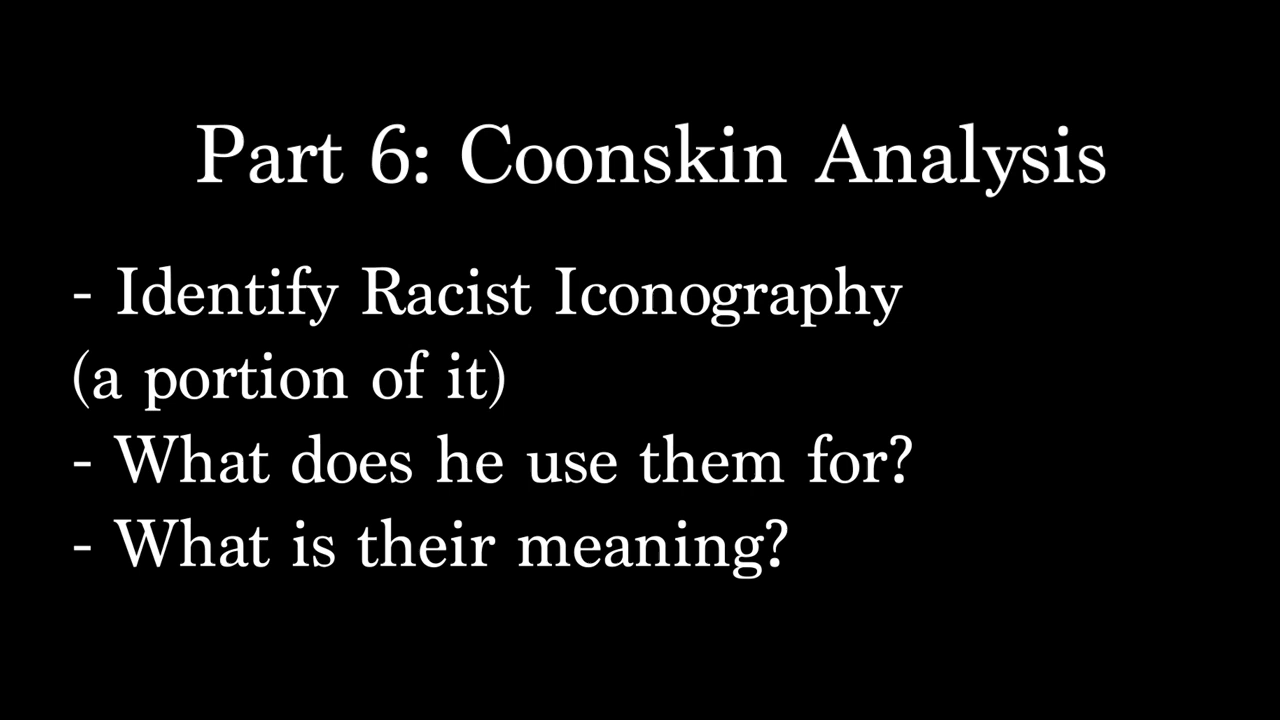 Part 6: Coonskin Analysis
- Identify Racist Iconography
(a portion of it)
- What does he use them for?
- What is their meaning?